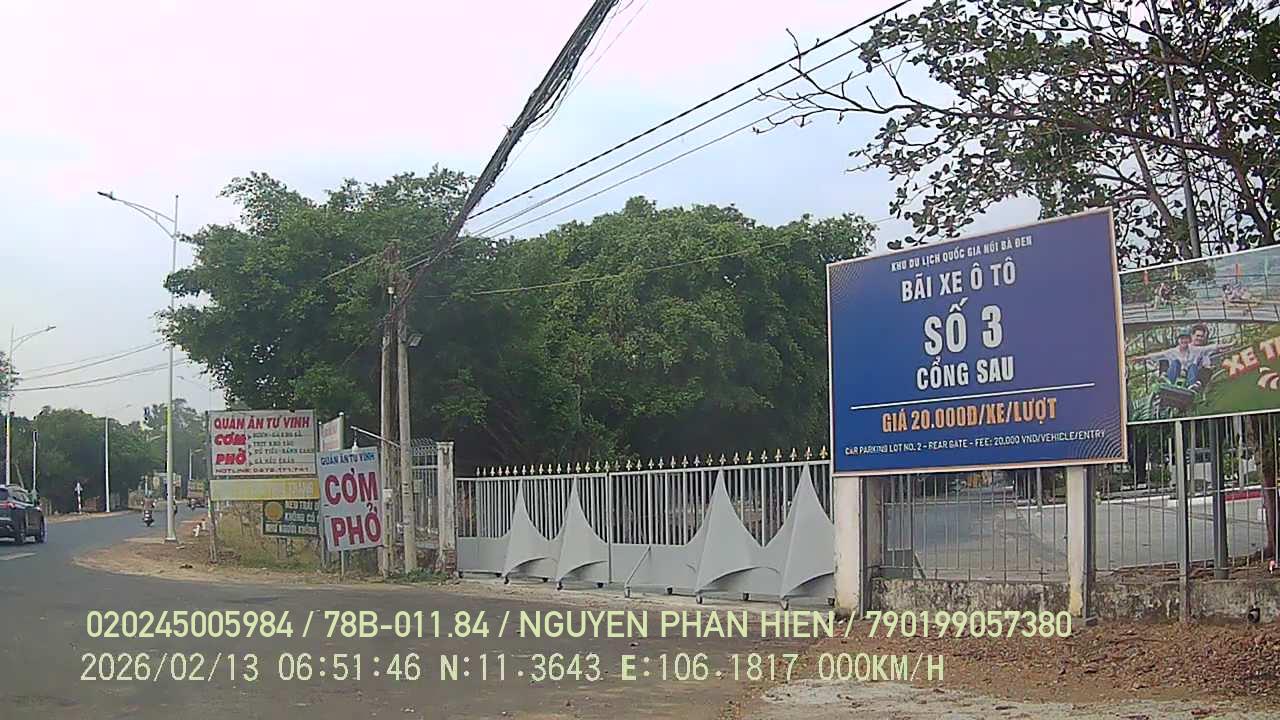 KHU DU LỊCH QUỐC GIA NÚI BÀ ĐEN
BÃI XE Ô TÔ
SỐ 3
CỔNG SAU
GIÁ 20.000Đ/XE/LƯỢT
CAR PARKING LOT NO. 2 - REAR GATE - FEE: 20,000 VND/VEHICLE/ENTRY
XE TR
QUÁN ĂN TƯ VINH
CƠM
PHỞ
QUÁN ĂN TƯ VINH
CƠM
PHỞ
020245005984 / 78B-011.84 / NGUYEN PHAN HIEN / 790199057380
2026/02/13 06:51:46 N:11.3643 E:106.1817 000KM/H